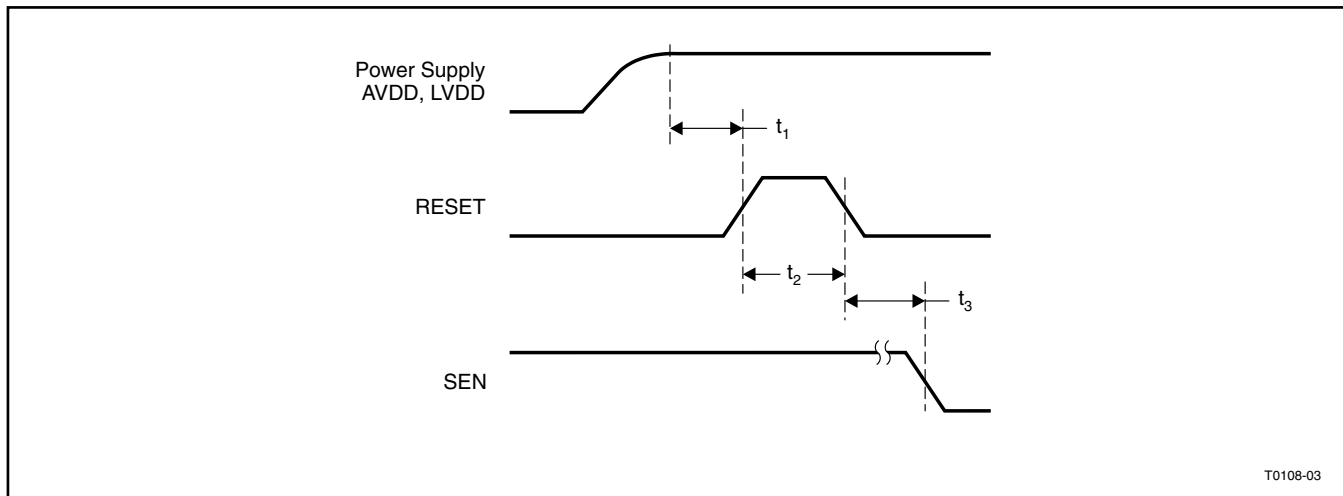 Power Supply
AVDD, LVDD
t₁
RESET
t₂
t₃
SEN
T0108-03